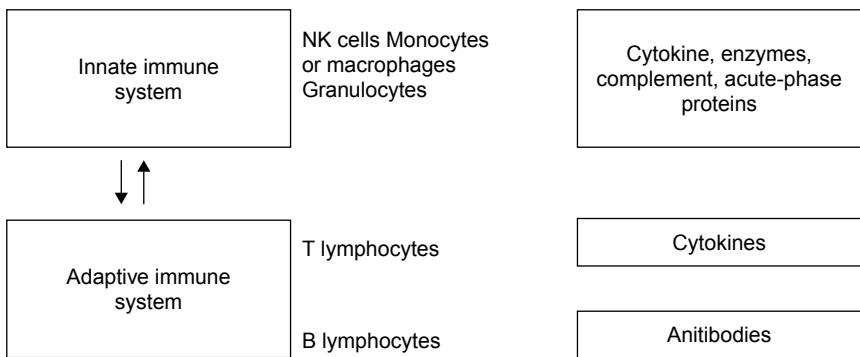 Innate immune
system
NK cells Monocytes
or macrophages
Granulocytes
Cytokine, enzymes,
complement, acute-phase
proteins
Adaptive immune
system
T lymphocytes
Cytokines
B lymphocytes
Anitibodies